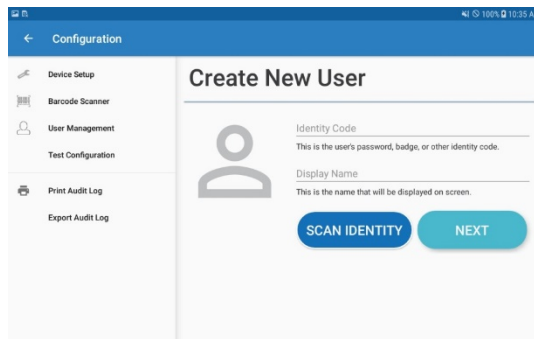 100% 10:35 A
Configuration
Device Setup
Barcode Scanner
User Management
Test Configuration
Print Audit Log
Export Audit Log
Create New User
Identity Code
This is the user's password, badge, or other identity code.
Display Name
This is the name that will be displayed on screen.
SCAN IDENTITY
NEXT